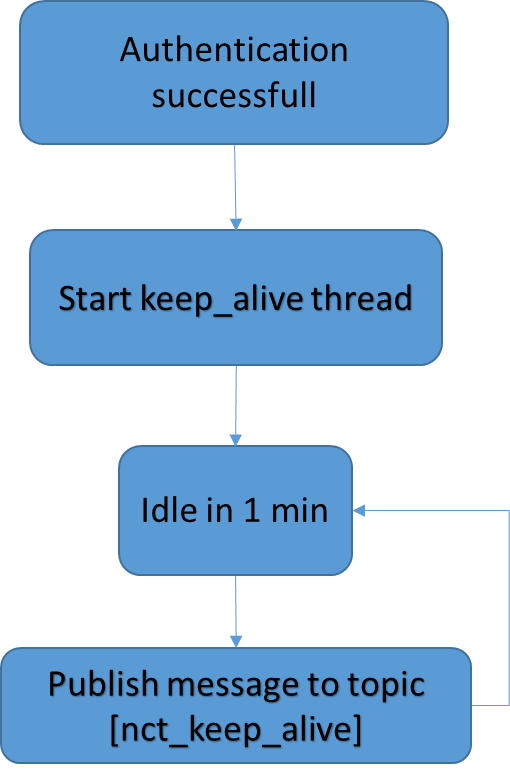 Authentication
successfull
Start keep_alive thread
Idle in 1 min
Publish message to topic
[nct_keep_alive]